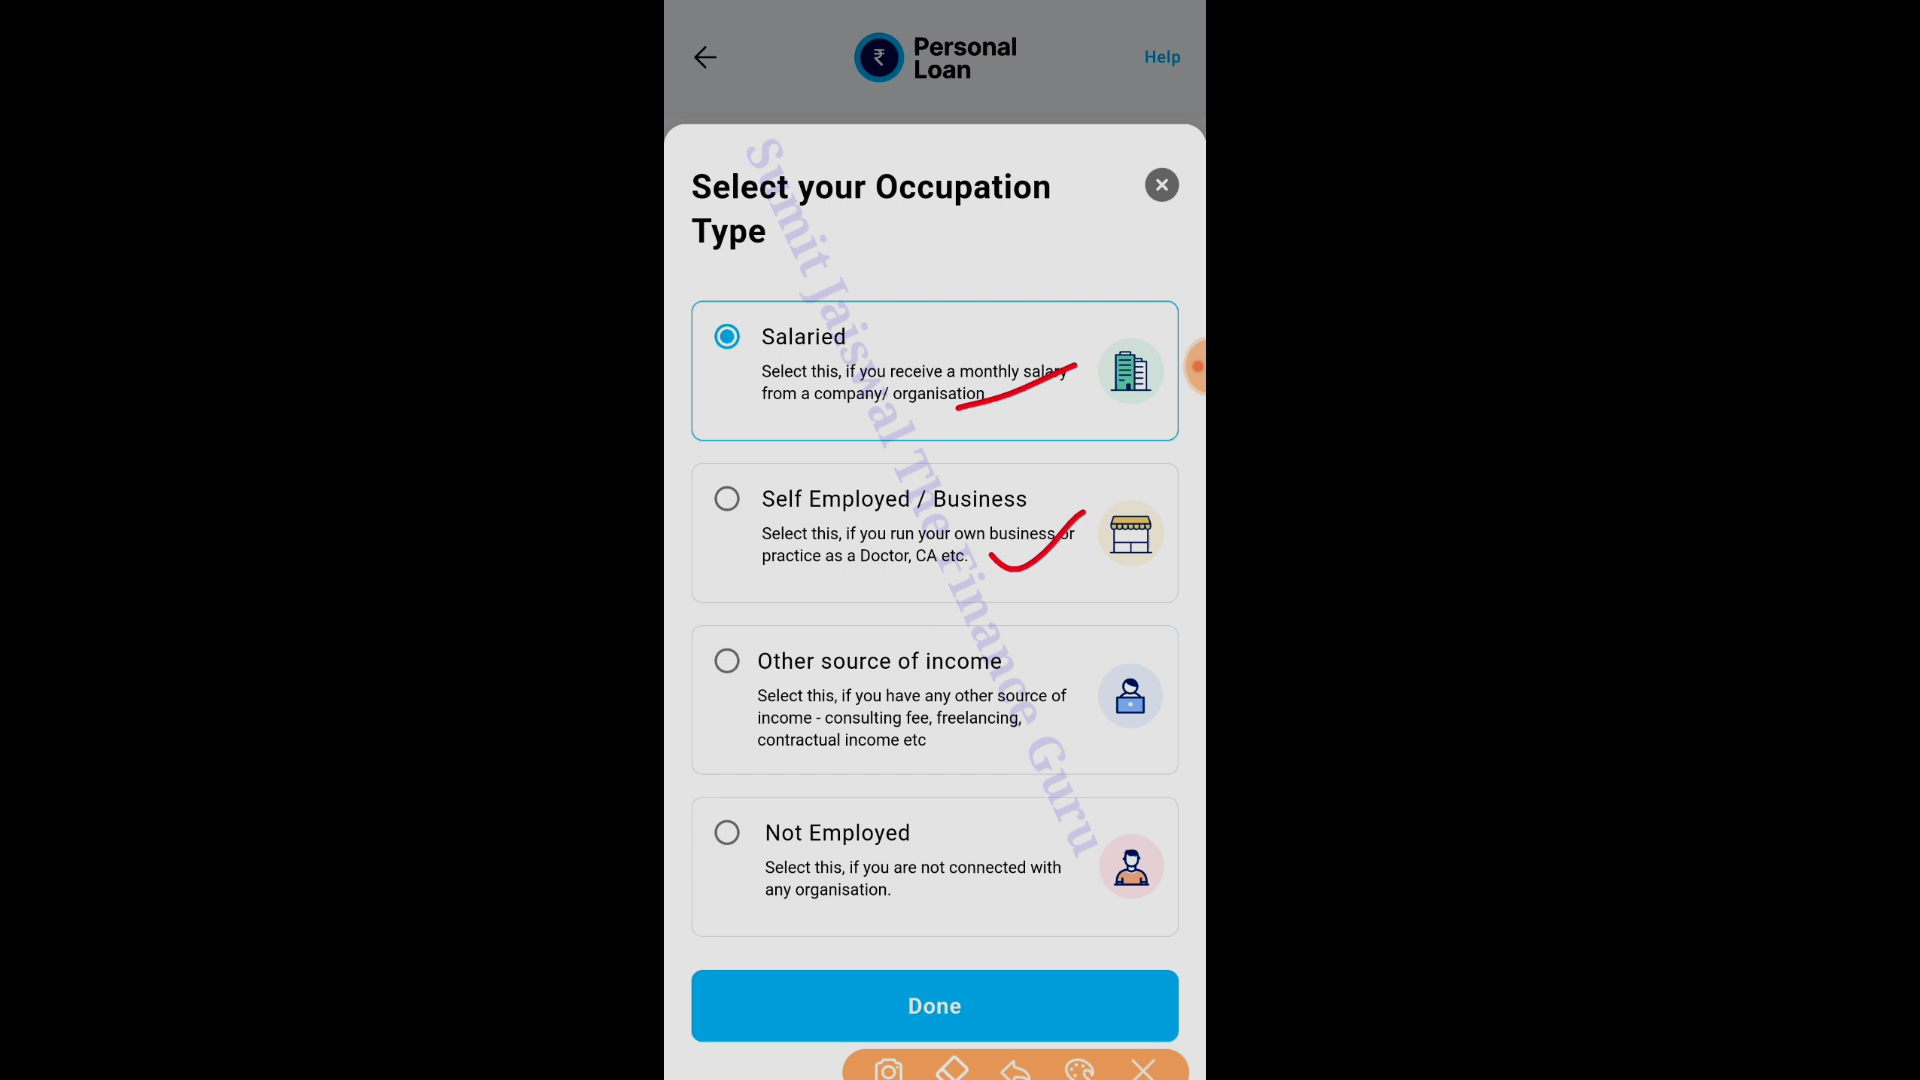 Personal
Loan
Help
Select your Occupation
Type
Salaried
Select this, if you receive a monthly salary
from a company/ organisation
Self Employed / Business
Select this, if you run your own business or
practice as a Doctor, CA etc.
Other source of income
Select this, if you have any other source of
income - consulting fee, freelancing,
contractual income etc
Not Employed
Select this, if you are not connected with
any organisation.
Done
Sumit Jaiswal The Finance Guru